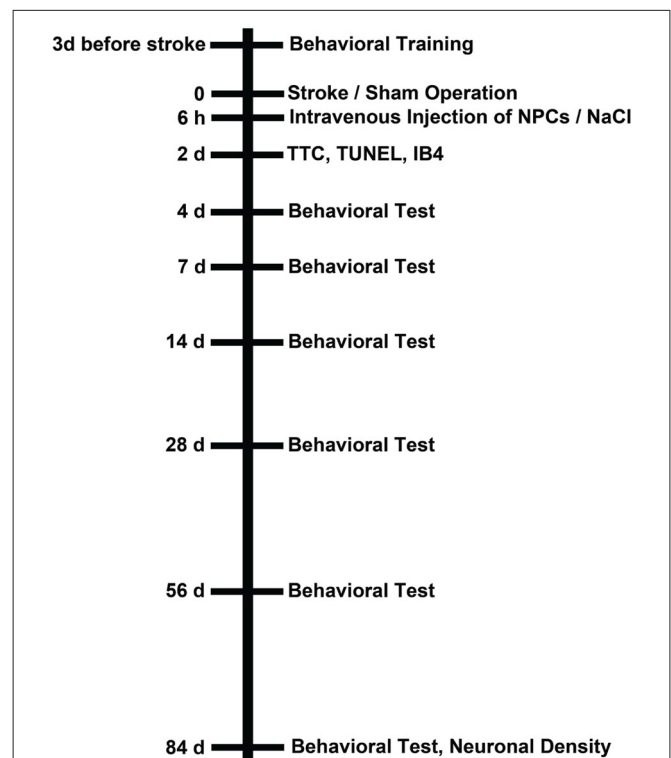 3d before stroke Behavioral Training
0 Stroke / Sham Operation
6 h Intravenous Injection of NPCs / NaCl
2 d TTC, TUNEL, IB4
4 d Behavioral Test
7 d Behavioral Test
14 d Behavioral Test
28 d Behavioral Test
56 d Behavioral Test
84 d Behavioral Test, Neuronal Density